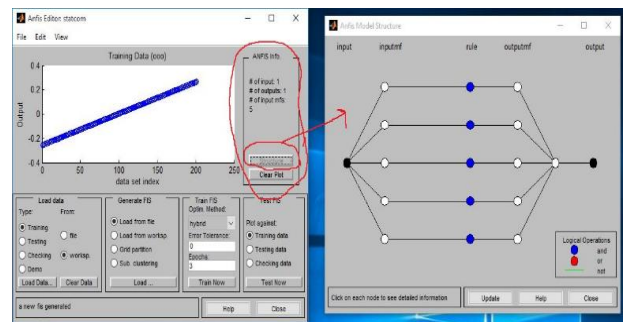 Anfis Editor: statcom
File Edit View
Training Data (ooo)
0.4
0.2
0
-0.2
-0.4
Output
0 50 100 150 200 250
data set index
ANFIS Info.
# of input: 1
# of outputs: 1
# of input mfs:
5
Structure
Clear Plot
Load data
Type: From:
Training
Testing
Checking
Demo
file
worksp.
Load Data... Clear Data
Generate FIS
Load from file
Load from worksp.
Grid partition
Sub. clustering
Load ...
Train FIS
Optim. Method:
hybrid
Error Tolerance:
0
Epochs:
3
Train Now
Test FIS
Plot against:
Training data
Testing data
Checking data
Test Now
a new fis generated
Help Close
Anfis Model Structure
input inputmf rule outputmf output
Logical Operations
and
or
not
Click on each node to see detailed information
Update Help Close